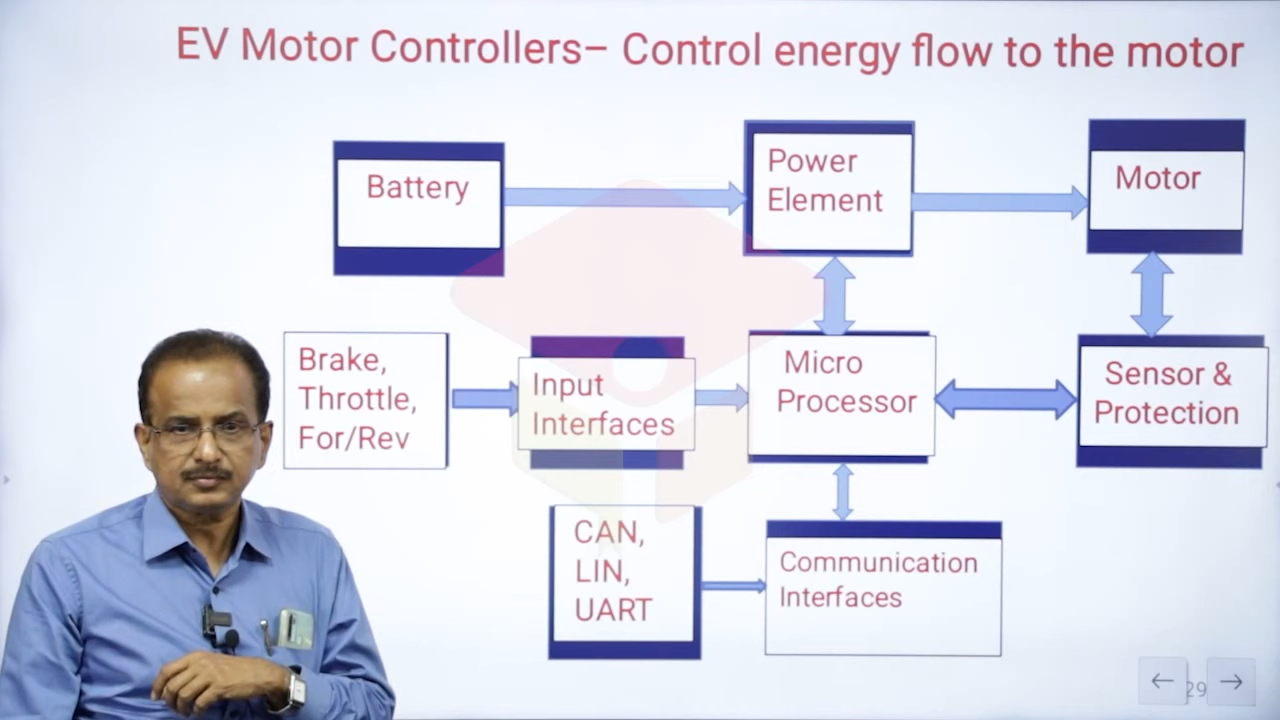 EV Motor Controllers– Control energy flow to the motor
Battery
Power
Element
Motor
Brake,
Throttle,
For/Rev
Input
Interfaces
Micro
Processor
Sensor &
Protection
CAN,
LIN,
UART
Communication
Interfaces
29